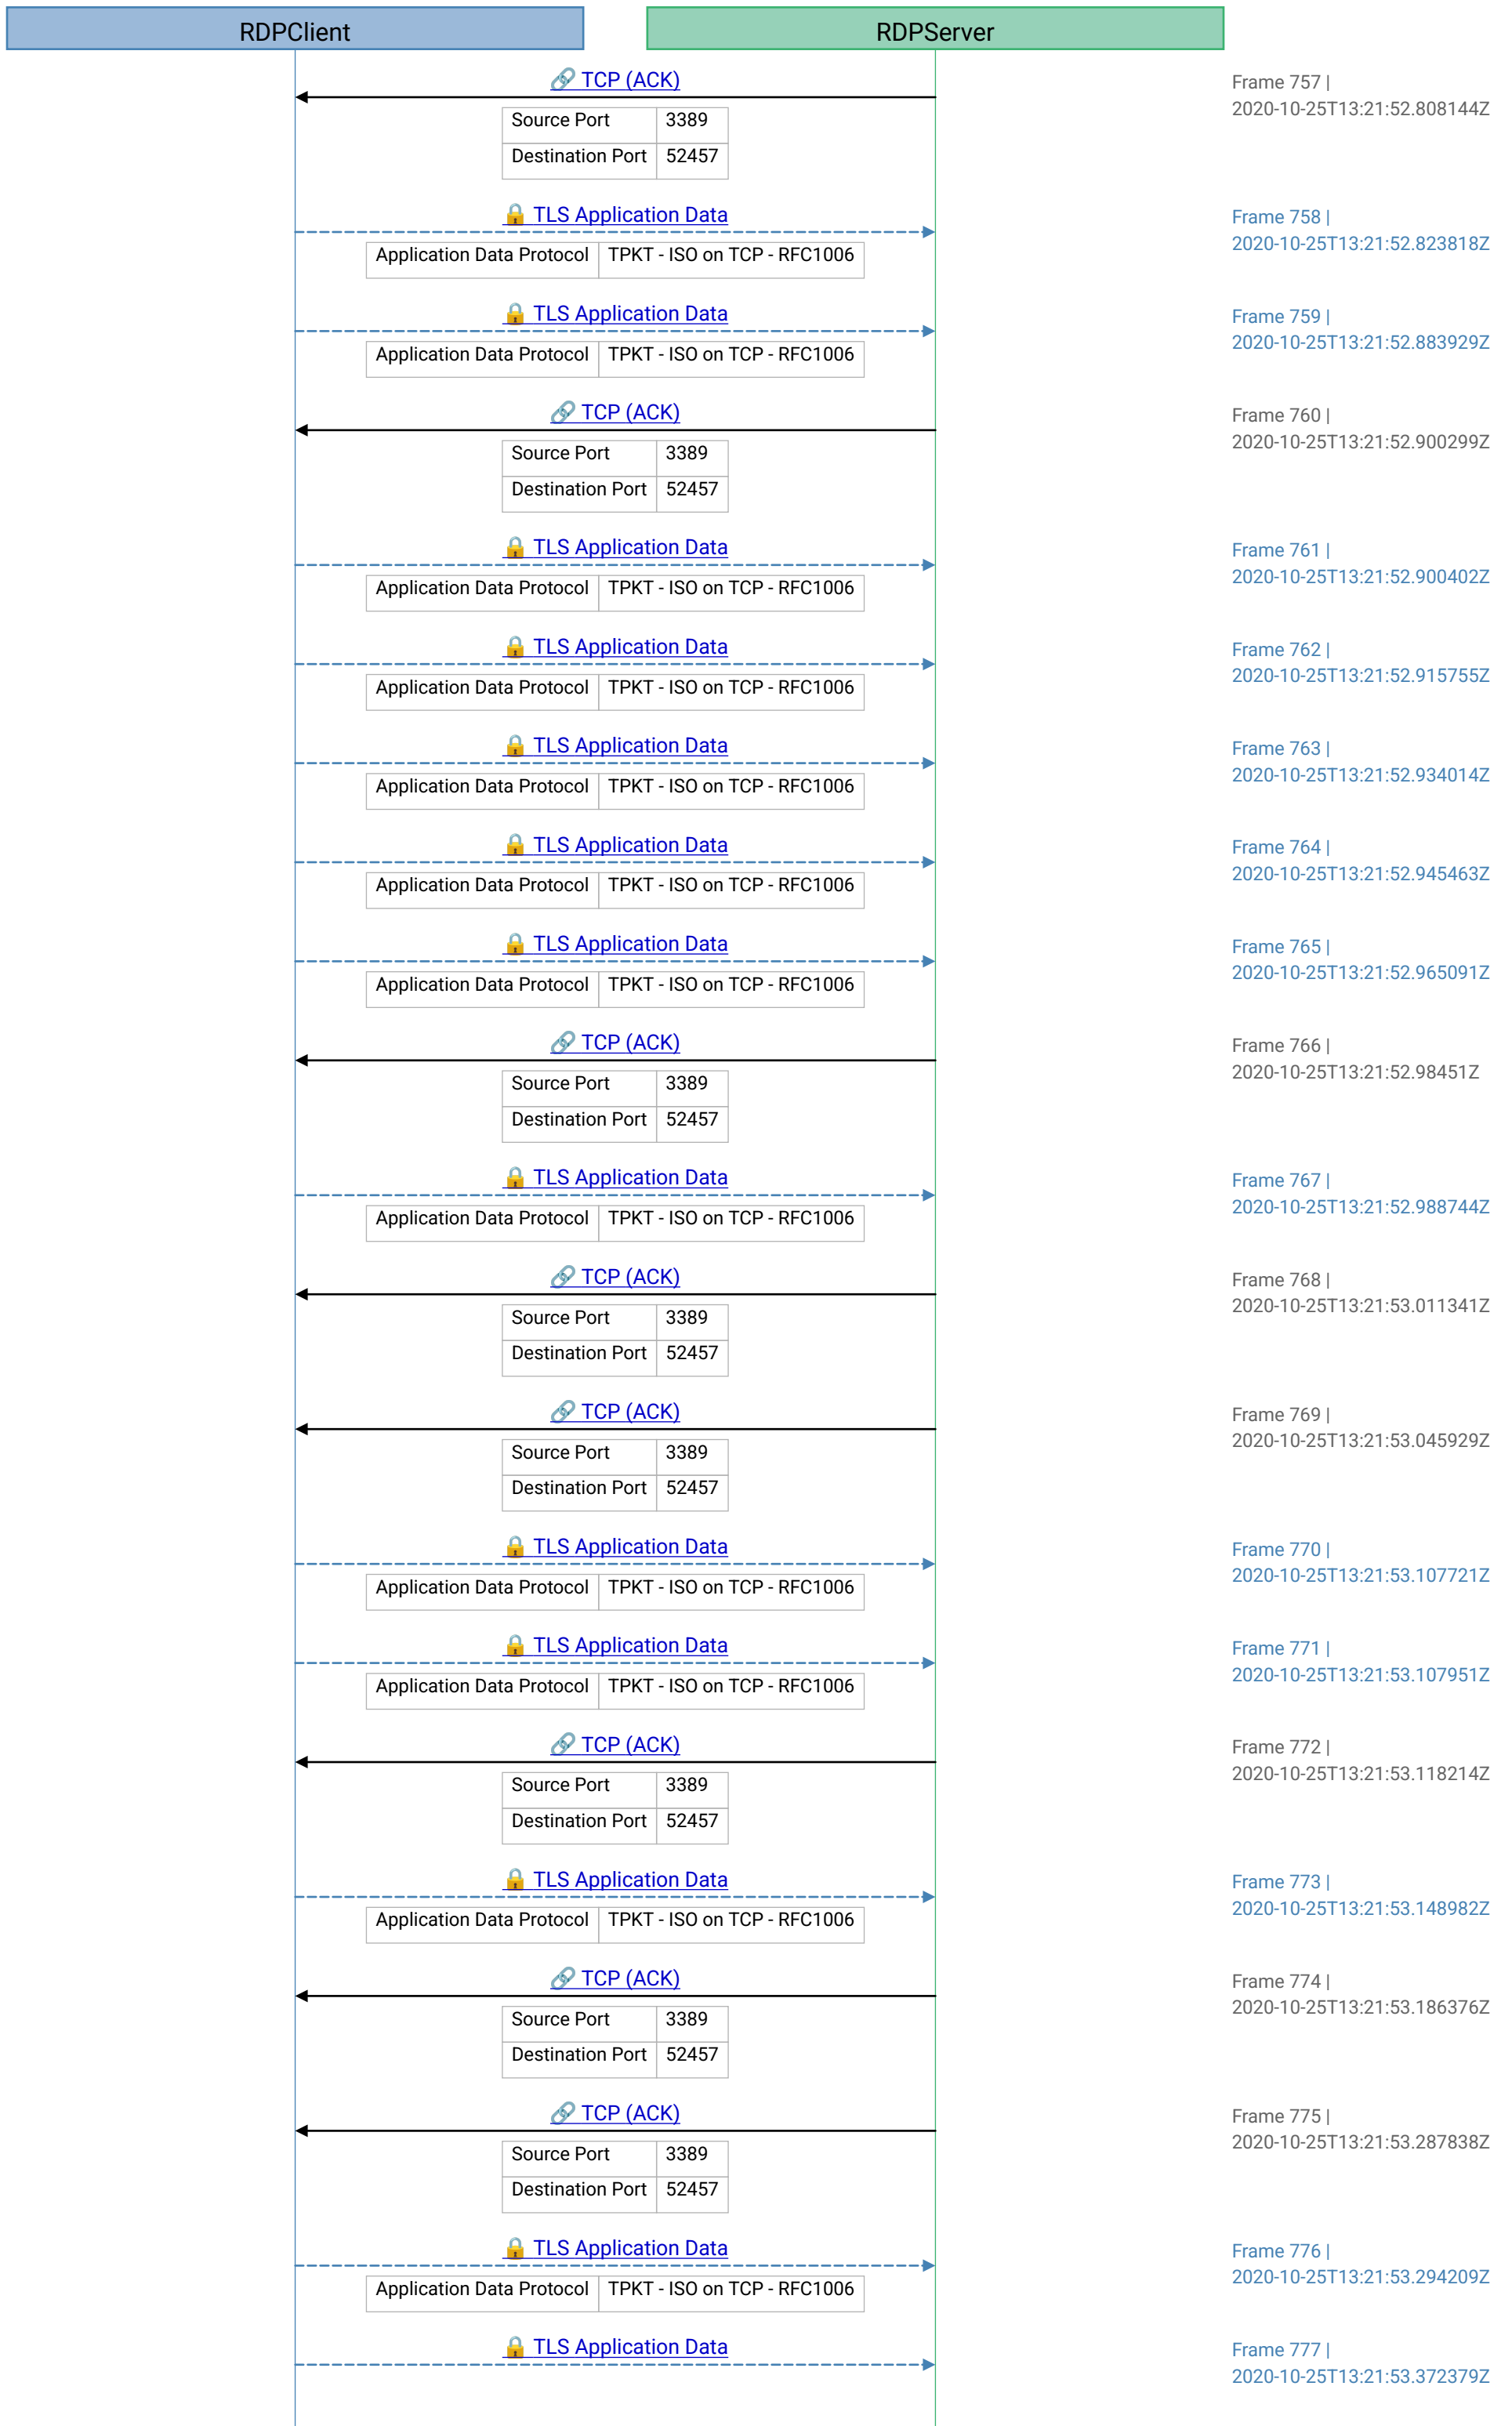 RDPClient RDPServer
🔗 TCP (ACK) Frame 757 |
2020-10-25T13:21:52.808144Z
Source Port 3389
Destination Port 52457
🔒 TLS Application Data Frame 758 |
2020-10-25T13:21:52.823818Z
Application Data Protocol TPKT - ISO on TCP - RFC1006
🔒 TLS Application Data Frame 759 |
2020-10-25T13:21:52.883929Z
Application Data Protocol TPKT - ISO on TCP - RFC1006
🔗 TCP (ACK) Frame 760 |
2020-10-25T13:21:52.900299Z
Source Port 3389
Destination Port 52457
🔒 TLS Application Data Frame 761 |
2020-10-25T13:21:52.900402Z
Application Data Protocol TPKT - ISO on TCP - RFC1006
🔒 TLS Application Data Frame 762 |
2020-10-25T13:21:52.915755Z
Application Data Protocol TPKT - ISO on TCP - RFC1006
🔒 TLS Application Data Frame 763 |
2020-10-25T13:21:52.934014Z
Application Data Protocol TPKT - ISO on TCP - RFC1006
🔒 TLS Application Data Frame 764 |
2020-10-25T13:21:52.945463Z
Application Data Protocol TPKT - ISO on TCP - RFC1006
🔒 TLS Application Data Frame 765 |
2020-10-25T13:21:52.965091Z
Application Data Protocol TPKT - ISO on TCP - RFC1006
🔗 TCP (ACK) Frame 766 |
2020-10-25T13:21:52.98451Z
Source Port 3389
Destination Port 52457
🔒 TLS Application Data Frame 767 |
2020-10-25T13:21:52.988744Z
Application Data Protocol TPKT - ISO on TCP - RFC1006
🔗 TCP (ACK) Frame 768 |
2020-10-25T13:21:53.011341Z
Source Port 3389
Destination Port 52457
🔗 TCP (ACK) Frame 769 |
2020-10-25T13:21:53.045929Z
Source Port 3389
Destination Port 52457
🔒 TLS Application Data Frame 770 |
2020-10-25T13:21:53.107721Z
Application Data Protocol TPKT - ISO on TCP - RFC1006
🔒 TLS Application Data Frame 771 |
2020-10-25T13:21:53.107951Z
Application Data Protocol TPKT - ISO on TCP - RFC1006
🔗 TCP (ACK) Frame 772 |
2020-10-25T13:21:53.118214Z
Source Port 3389
Destination Port 52457
🔒 TLS Application Data Frame 773 |
2020-10-25T13:21:53.148982Z
Application Data Protocol TPKT - ISO on TCP - RFC1006
🔗 TCP (ACK) Frame 774 |
2020-10-25T13:21:53.186376Z
Source Port 3389
Destination Port 52457
🔗 TCP (ACK) Frame 775 |
2020-10-25T13:21:53.287838Z
Source Port 3389
Destination Port 52457
🔒 TLS Application Data Frame 776 |
2020-10-25T13:21:53.294209Z
Application Data Protocol TPKT - ISO on TCP - RFC1006
🔒 TLS Application Data Frame 777 |
2020-10-25T13:21:53.372379Z